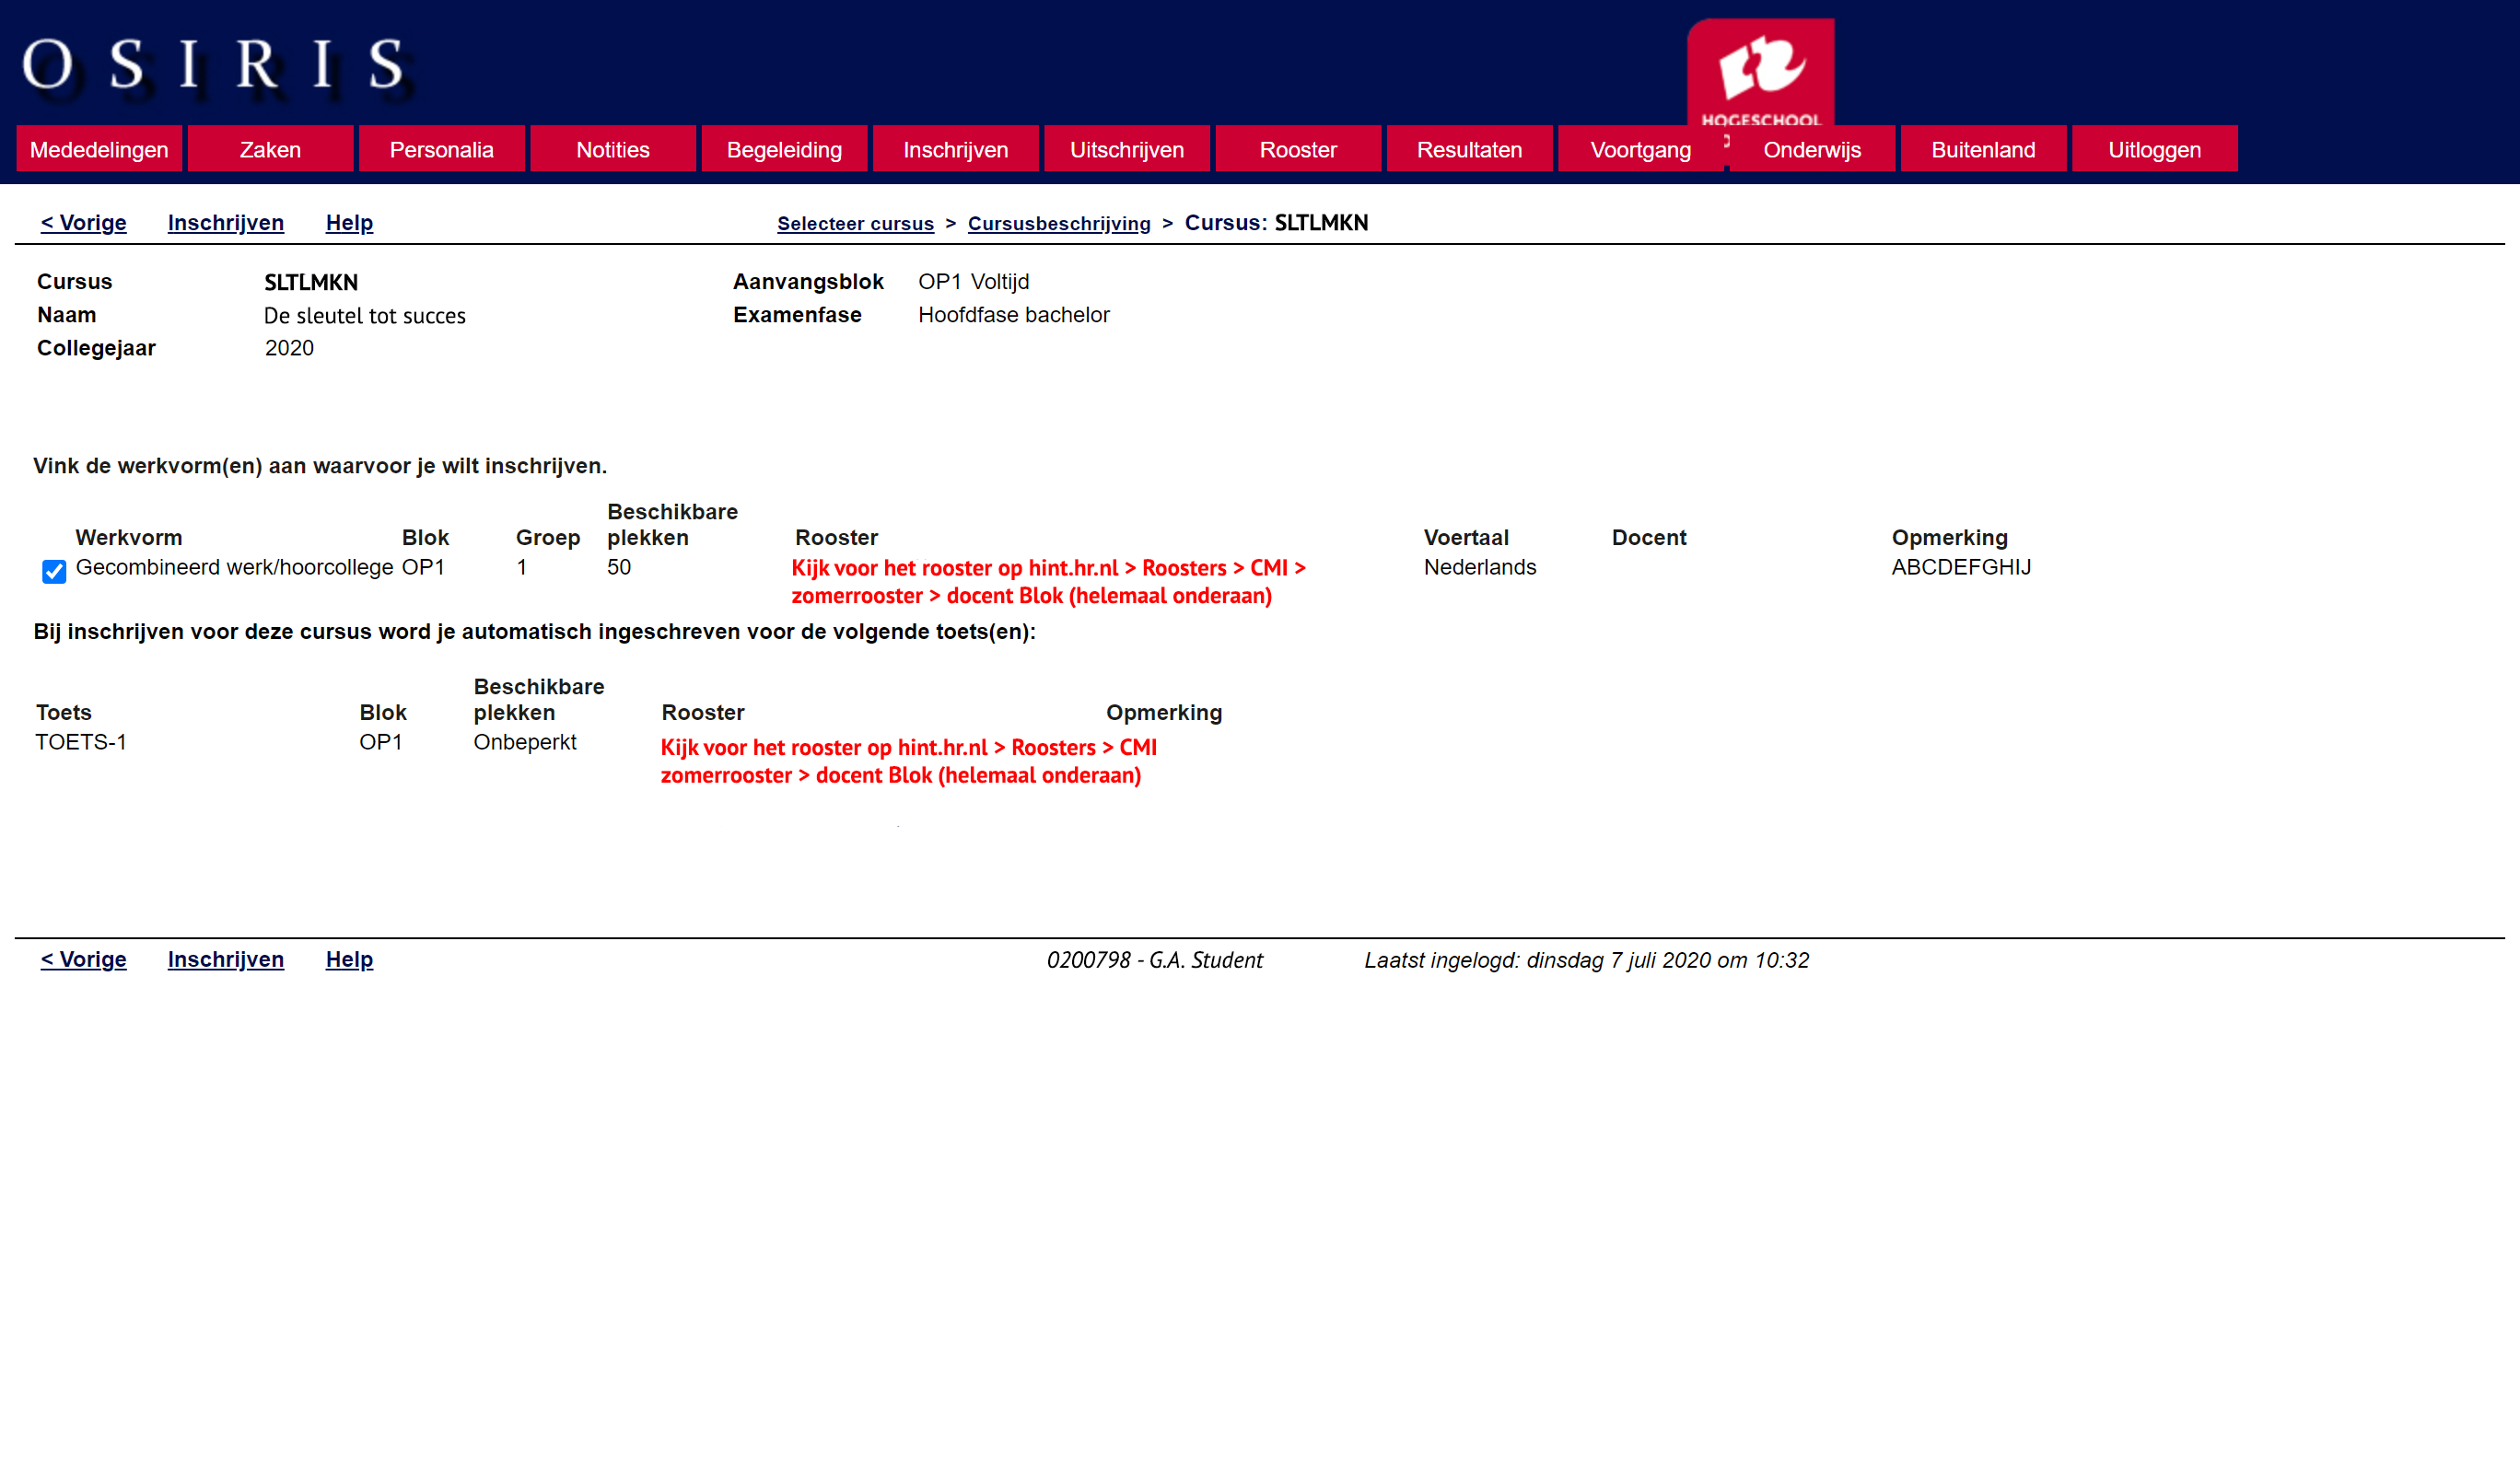 OSIRIS
HOGESCHOOL
Mededelingen Zaken Personalia Notities Begeleiding Inschrijven Uitschrijven Rooster Resultaten Voortgang Onderwijs Buitenland Uitloggen
< Vorige Inschrijven Help Selecteer cursus > Cursusbeschrijving > Cursus: SLTLMKN
Cursus SLTLMKN Aanvangsblok OP1 Voltijd
Naam De sleutel tot succes Examenfase Hoofdfase bachelor
Collegejaar 2020
Vink de werkvorm(en) aan waarvoor je wilt inschrijven.
Beschikbare
Werkvorm Blok Groep plekken Rooster Voertaal Docent Opmerking
Gecombineerd werk/hoorcollege OP1 1 50 Kijk voor het rooster op hint.hr.nl > Roosters > CMI > Nederlands ABCDEFGHIJ
zomerrooster > docent Blok (helemaal onderaan)
Bij inschrijven voor deze cursus word je automatisch ingeschreven voor de volgende toets(en):
Beschikbare
Toets Blok plekken Rooster Opmerking
TOETS-1 OP1 Onbeperkt Kijk voor het rooster op hint.hr.nl > Roosters > CMI
zomerrooster > docent Blok (helemaal onderaan)
< Vorige Inschrijven Help 0200798 - G.A. Student Laatst ingelogd: dinsdag 7 juli 2020 om 10:32